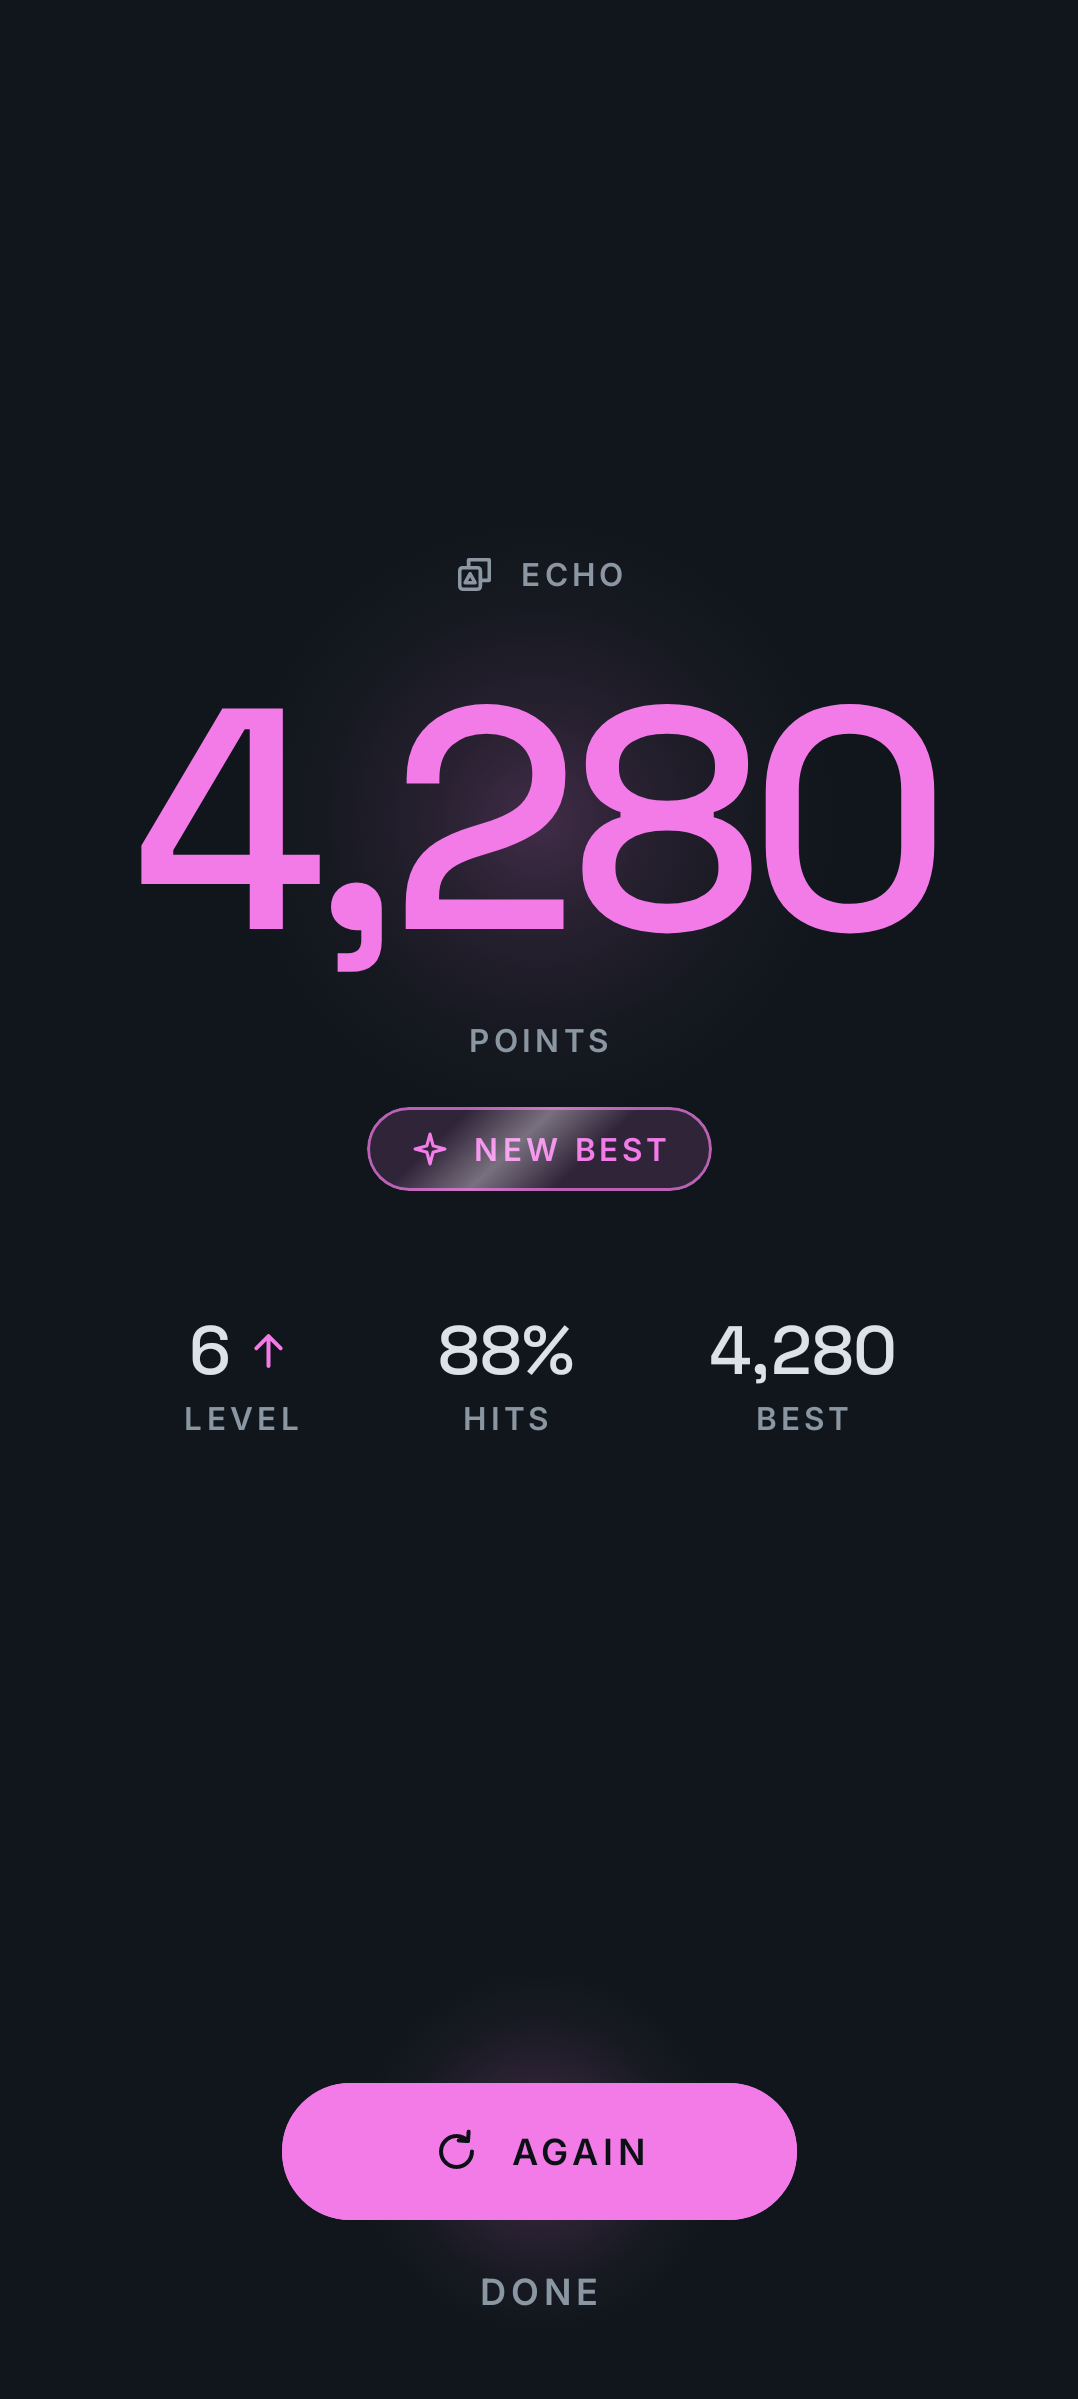 ECHO
4,280
POINTS
NEW BEST
6 88% 4,280
LEVEL HITS BEST
AGAIN
DONE